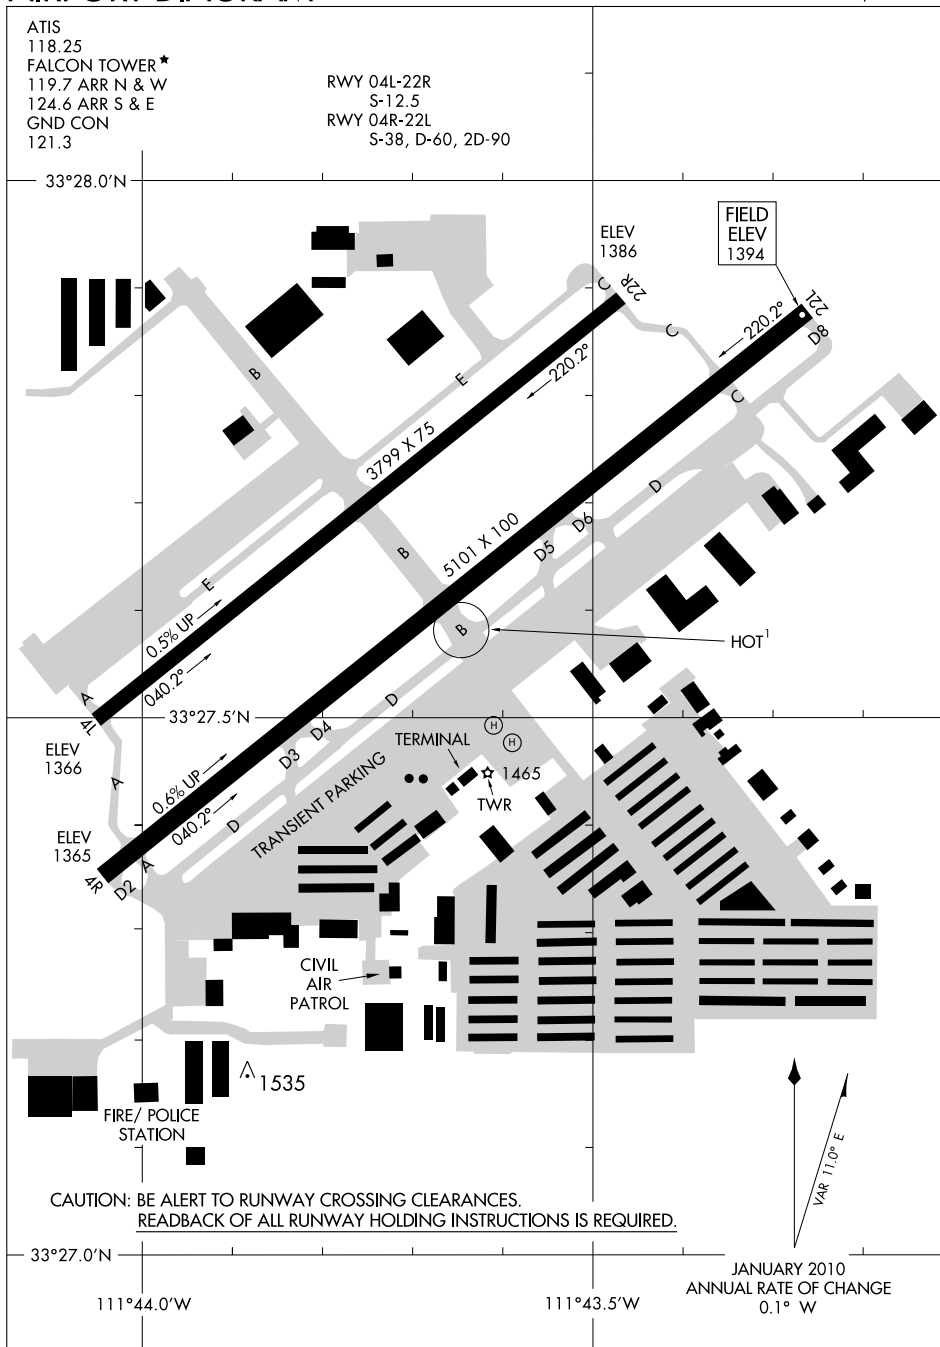 ATIS
118.25
FALCON TOWER★
119.7 ARR N & W
124.6 ARR S & E
GND CON
121.3
RWY 04L-22R
S-12.5
RWY 04R-22L
S-38, D-60, 2D-90
33°28.0'N
ELEV
1386
FIELD
ELEV
1394
22R
22L
C
C
C
D8
220.2°
220.2°
B
E
3799 X 75
D
D6
D5
5101 X 100
B
E
B
HOT1
0.5% UP
040.2°
A
4L
33°27.5'N
D
D4
D3
H
H
ELEV
1366
TERMINAL
1465
TWR
A
0.6% UP
040.2°
D
TRANSIENT PARKING
ELEV
1365
A
4R
D2
CIVIL
AIR
PATROL
1535
FIRE/ POLICE
STATION
VAR 11.0° E
CAUTION: BE ALERT TO RUNWAY CROSSING CLEARANCES.
READBACK OF ALL RUNWAY HOLDING INSTRUCTIONS IS REQUIRED.
33°27.0'N
JANUARY 2010
ANNUAL RATE OF CHANGE
0.1° W
111°44.0'W
111°43.5'W